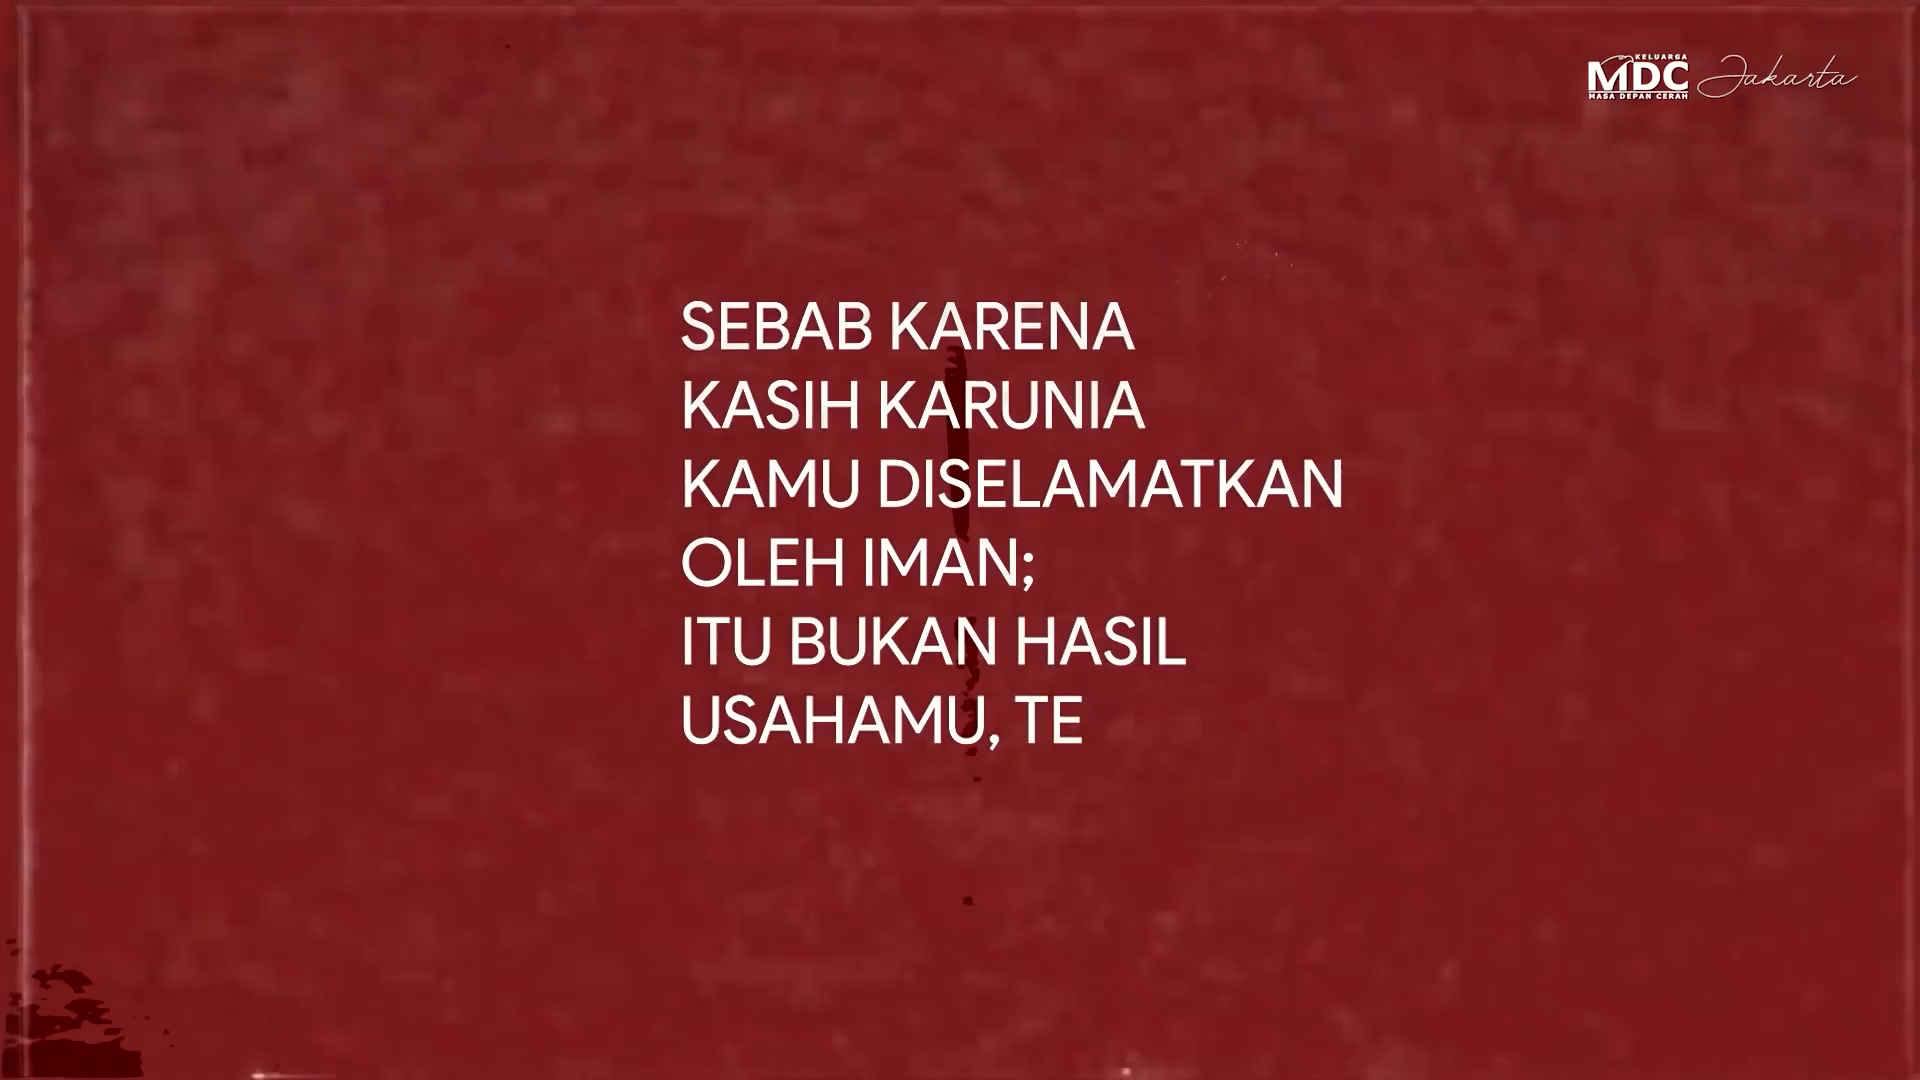 KELUARGA
MDC Jakarta
MASA DEPAN CERAH
SEBAB KARENA
KASIH KARUNIA
KAMU DISELAMATKAN
OLEH IMAN;
ITU BUKAN HASIL
USAHAMU, TE